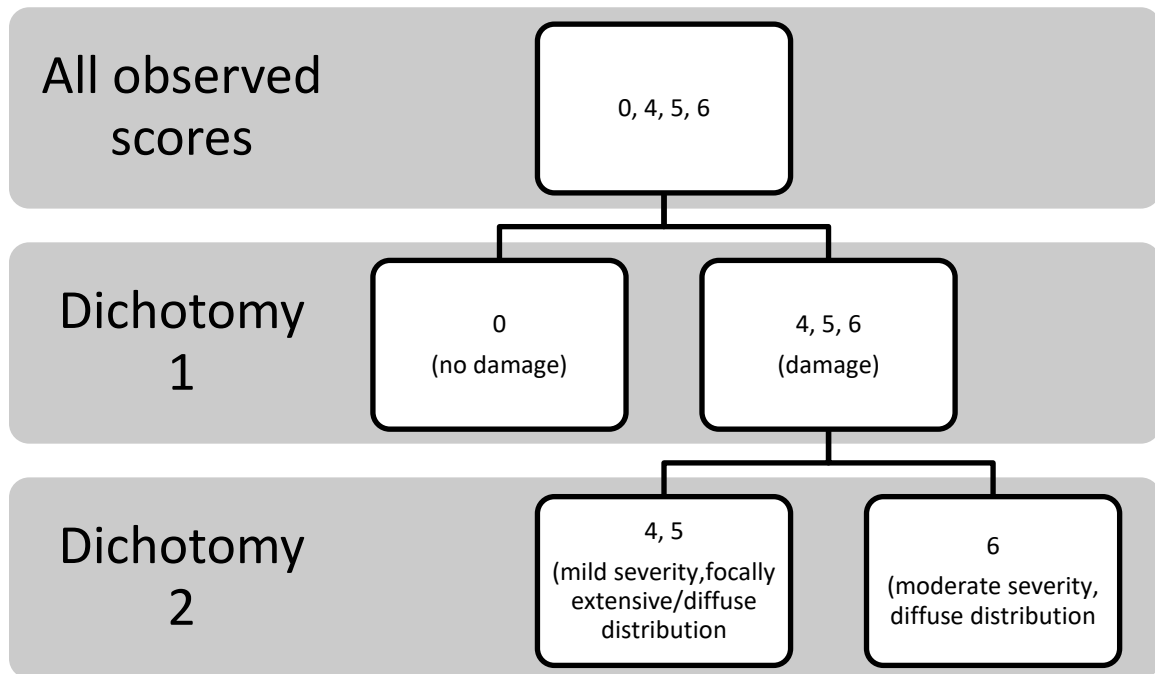 All observed
scores
0, 4, 5, 6
Dichotomy
1
0
(no damage)
4, 5, 6
(damage)
Dichotomy
2
4, 5
(mild severity,focally
extensive/diffuse
distribution
6
(moderate severity,
diffuse distribution